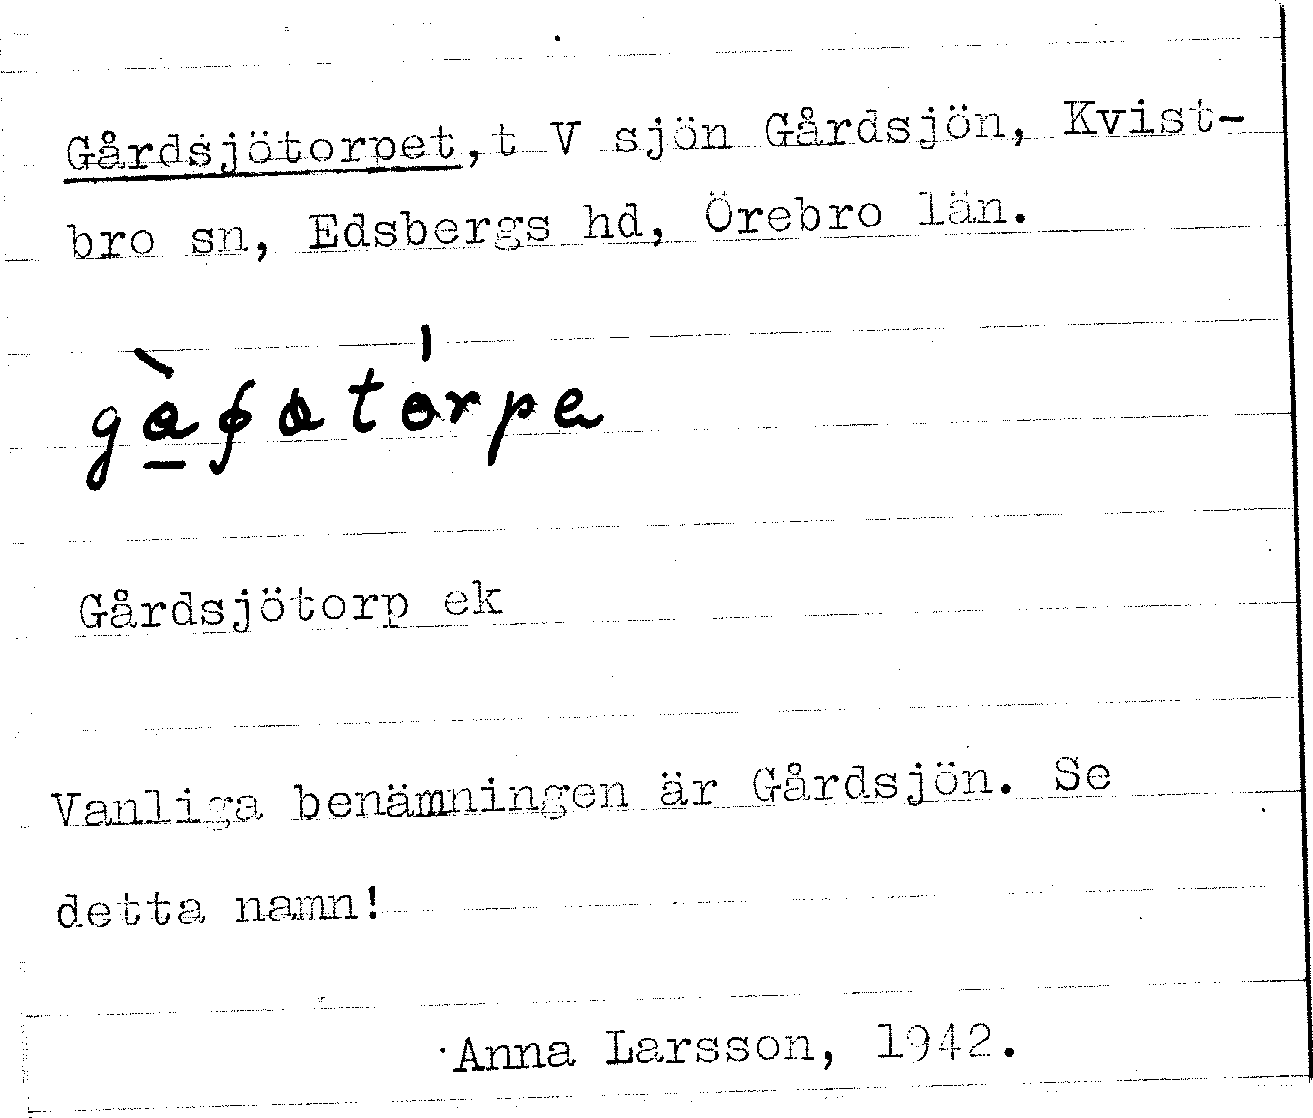 Gårdsjötorpet, t V sjön Gårdsjön, Kvist-
bro sn, Edsbergs hd, Örebro län.
Gårdsjötorp ek
Vanliga benämningen är Gårdsjön. Se
detta namn!
Anna Larsson, 1942.